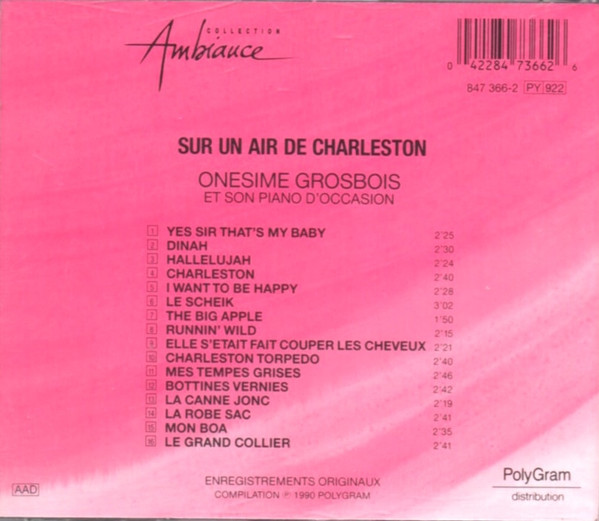 COLLECTION
Ambiance
0 42284 73662 6
847 366-2 PY 922
SUR UN AIR DE CHARLESTON
ONESIME GROSBOIS
ET SON PIANO D'OCCASION
1 YES SIR THAT'S MY BABY 2'25
2 DINAH 2'30
3 HALLELUJAH 2'24
4 CHARLESTON 2'40
5 I WANT TO BE HAPPY 2'28
6 LE SCHEIK 3'02
7 THE BIG APPLE 1'50
8 RUNNIN' WILD 2'15
9 ELLE S'ETAIT FAIT COUPER LES CHEVEUX 2'21
10 CHARLESTON TORPEDO 2'40
11 MES TEMPES GRISES 2'46
12 BOTTINES VERNIES 2'42
13 LA CANNE JONC 2'19
14 LA ROBE SAC 2'41
15 MON BOA 2'35
16 LE GRAND COLLIER 2'41
AAD
ENREGISTREMENTS ORIGINAUX
COMPILATION ℗ 1990 POLYGRAM
PolyGram
distribution